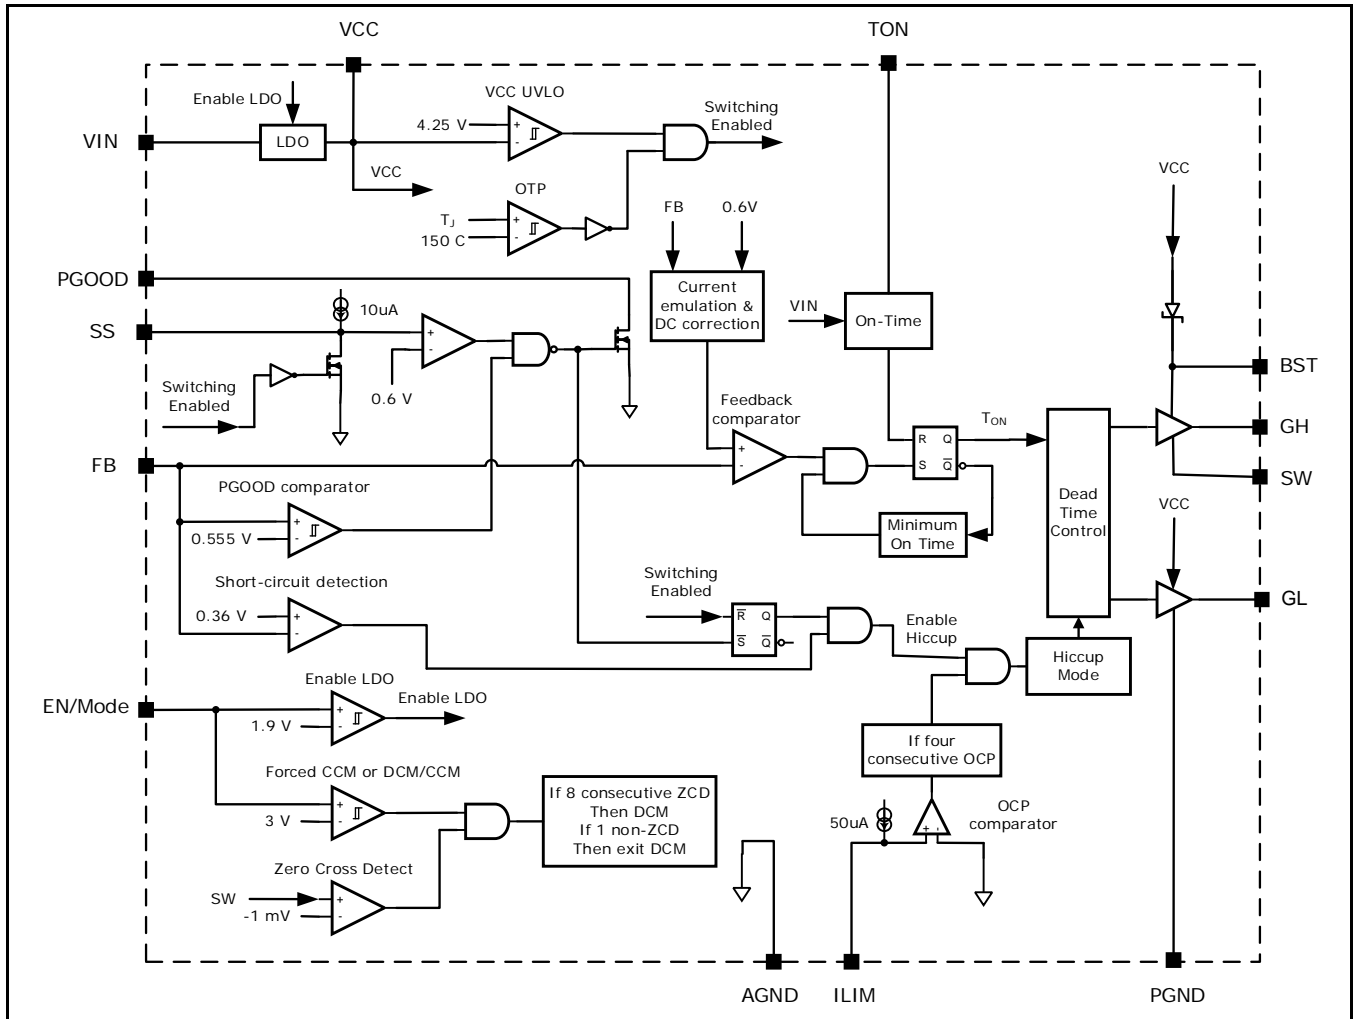 VCC
TON
Enable LDO
VCC UVLO
Switching
Enabled
4.25 V
+
-
VIN
LDO
VCC
OTP
TJ
150 C
+
-
FB
0.6V
VCC
PGOOD
Current
emulation &
DC correction
VIN
On-Time
10uA
SS
+
-
0.6 V
Switching
Enabled
BST
Feedback
comparator
TON
R Q
S Q
+
-
GH
FB
SW
PGOOD comparator
+
-
0.555 V
Minimum
On Time
Dead
Time
Control
VCC
Short-circuit detection
0.36 V
+
-
Switching
Enabled
R Q
S Q
GL
Enable
Hiccup
Hiccup
Mode
Enable LDO
Enable LDO
EN/Mode
+
-
1.9 V
If four
consecutive OCP
Forced CCM or DCM/CCM
+
-
3 V
If 8 consecutive ZCD
Then DCM
If 1 non-ZCD
Then exit DCM
50uA
OCP
comparator
+ -
Zero Cross Detect
SW
-1 mV
+
-
AGND
ILIM
PGND